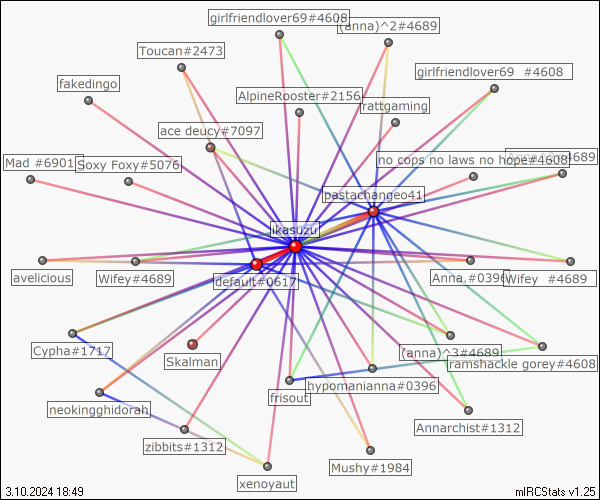 girlfriendlover69#4608
(anna)^2#4689
Toucan#2473
girlfriendlover69 #4608
fakedingo
AlpineRooster#2156
rattgaming
ace deucy#7097
no cops no laws no hope#4608
#4689
Mad #6901
Soxy Foxy#5076
pastachangeo41
ikasuzu
avelicious
Wifey#4689
default#0617
Anna,#0396
Wifey #4689
Cypha#1717
Skalman
(anna)^3#4689
ramshackle gorey#4608
neokingghidorah
frisout
hypomanianna#0396
Annarchist#1312
zibbits#1312
Mushy#1984
xenoyaut
3.10.2024 18:49
mIRCStats v1.25